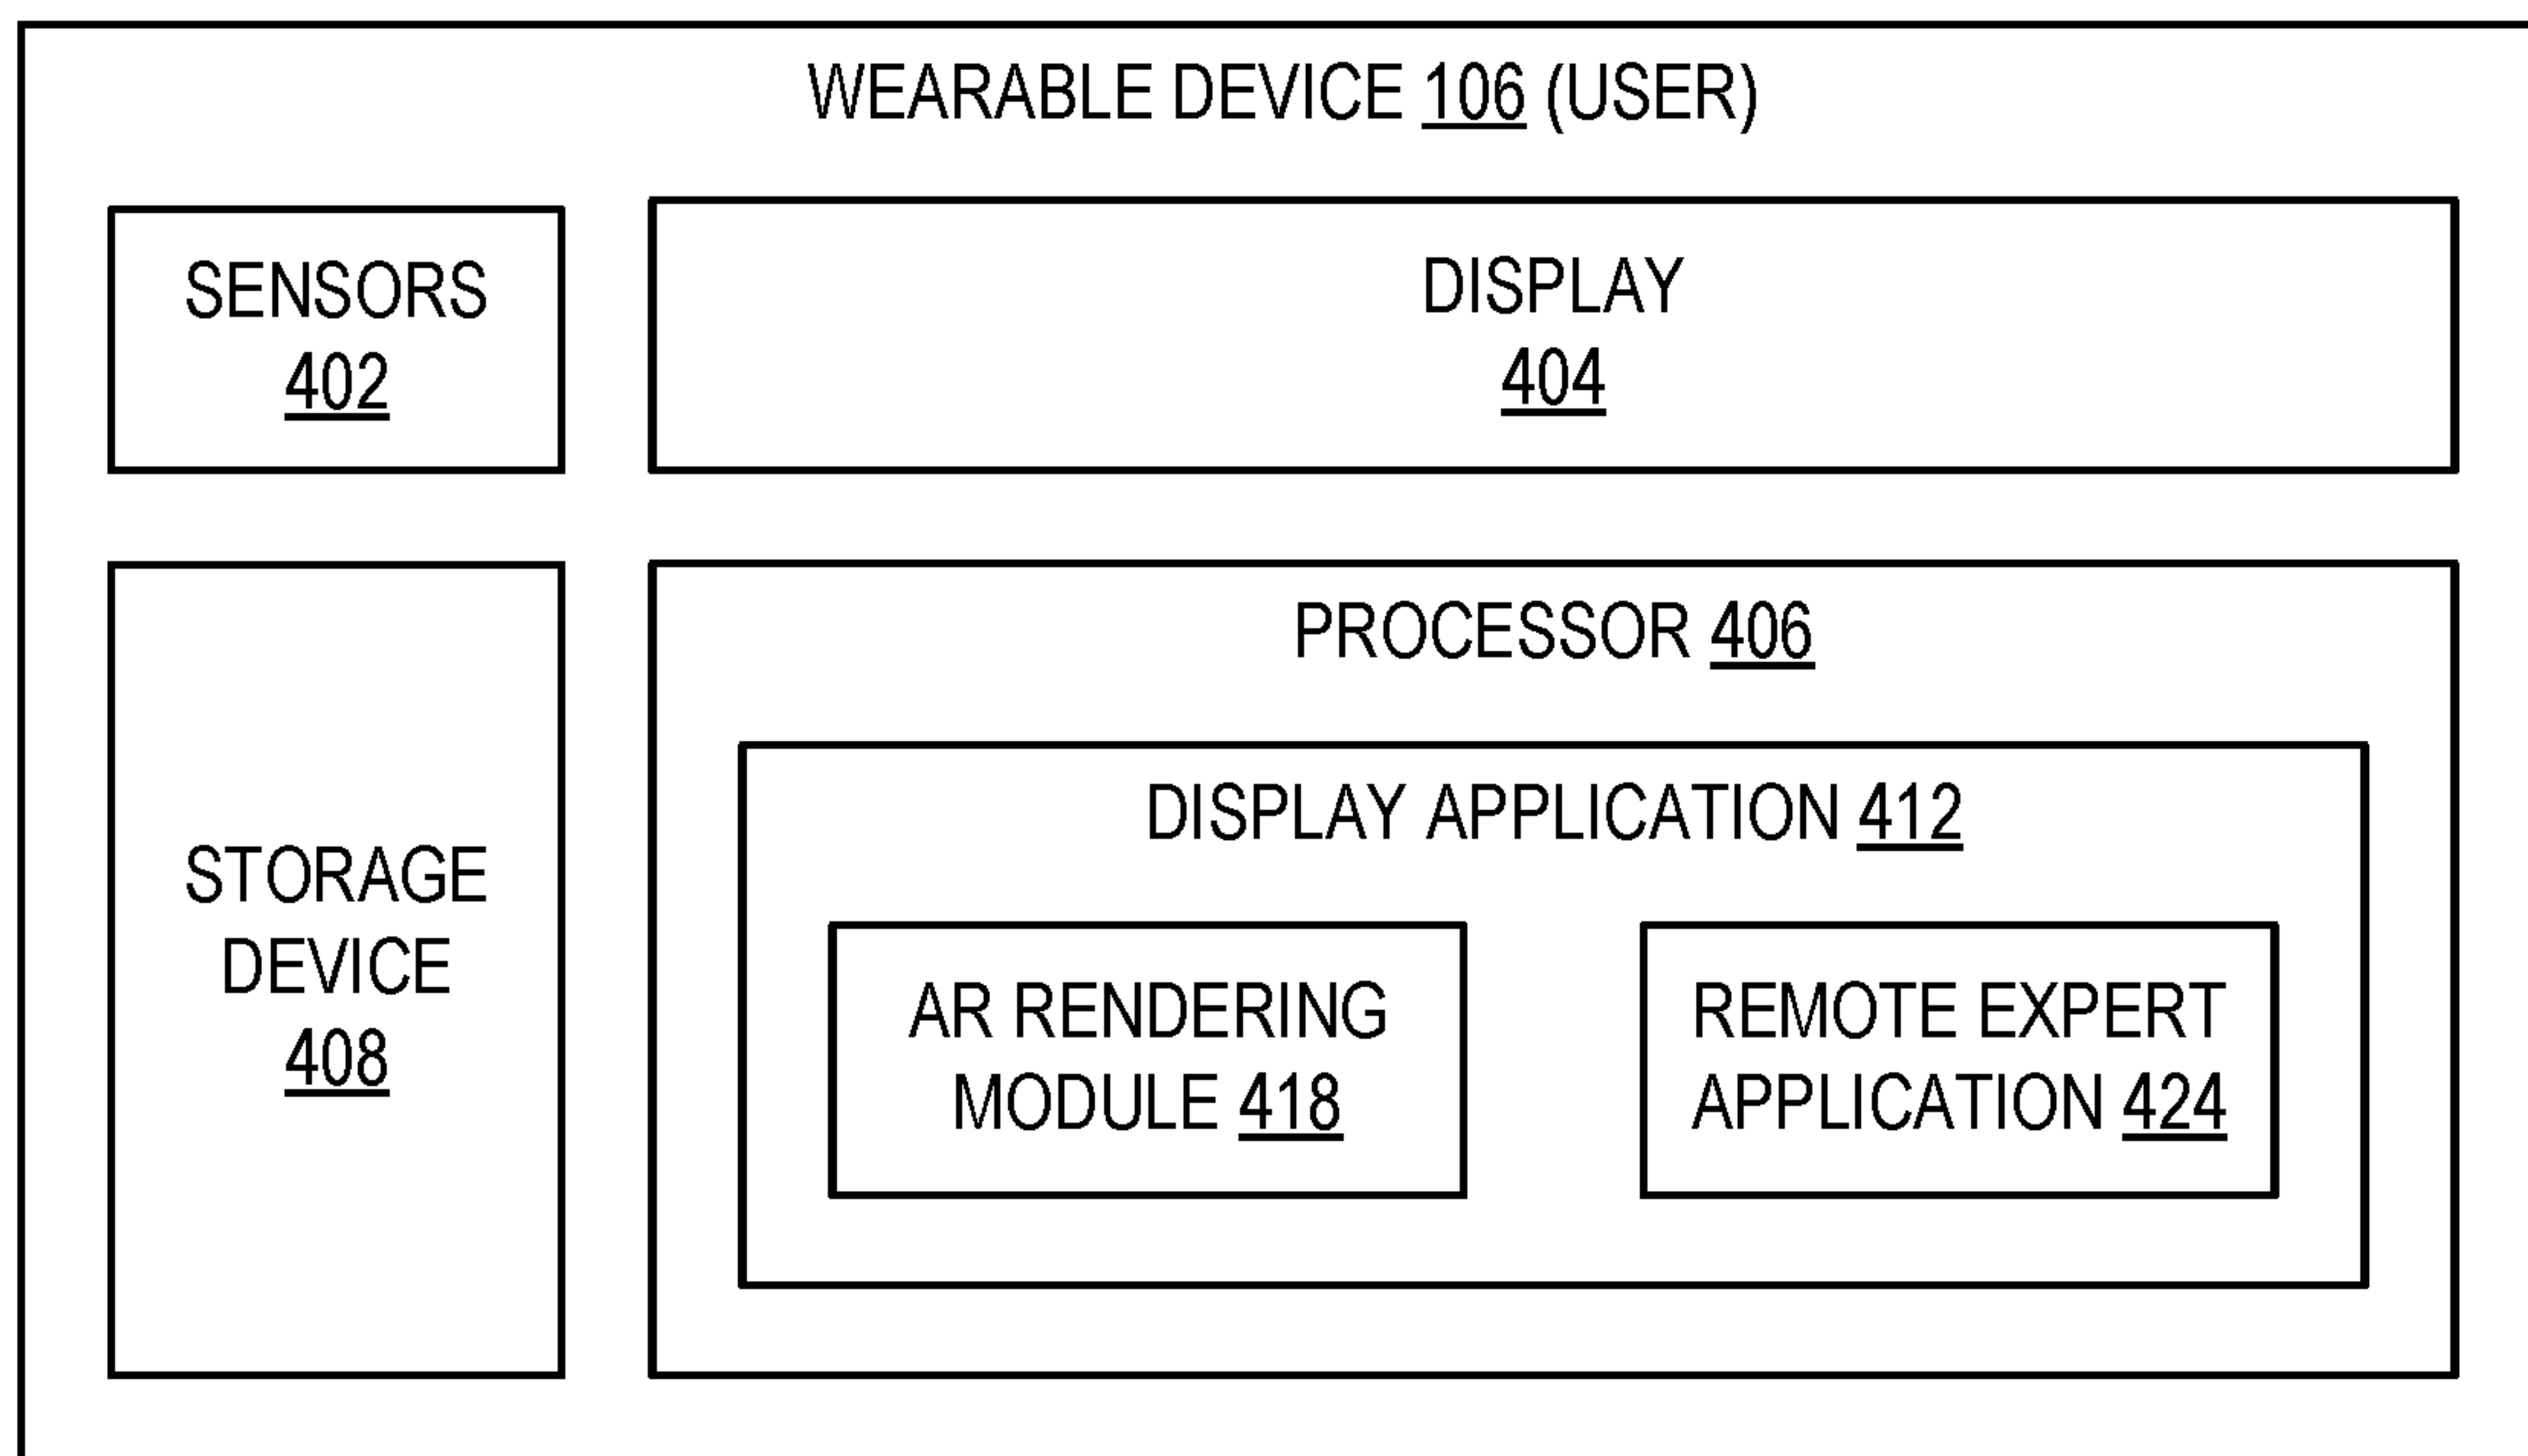 WEARABLE DEVICE 106 (USER)
SENSORS
402
DISPLAY
404
STORAGE
DEVICE
408
PROCESSOR 406
DISPLAY APPLICATION 412
AR RENDERING
MODULE 418
REMOTE EXPERT
APPLICATION 424